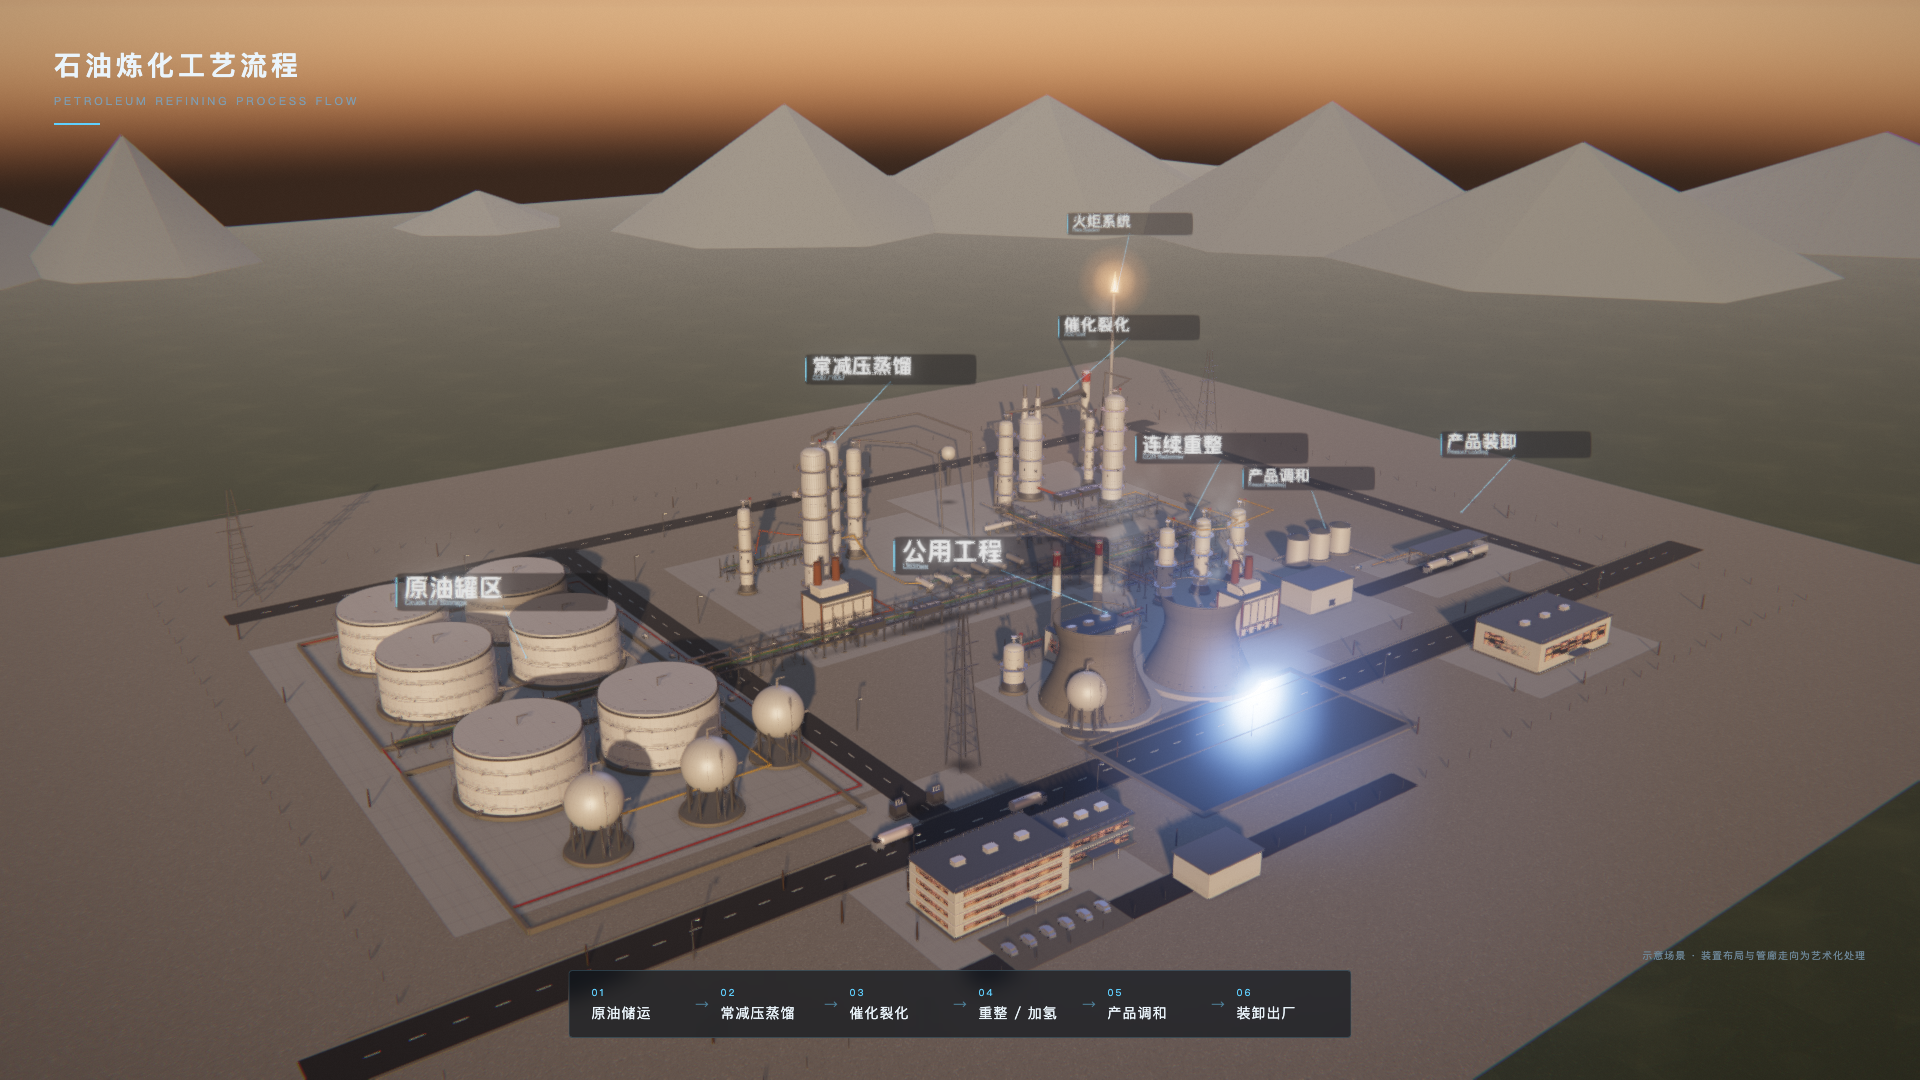 石油炼化工艺流程
PETROLEUM REFINING PROCESS FLOW
火炬系统
催化裂化
常减压蒸馏
连续重整
产品装卸
产品调和
公用工程
原油罐区
Crude Oil Storage
示意场景 · 装置布局与管廊走向为艺术化处理
01 → 02 → 03 → 04 → 05 → 06
原油储运 常减压蒸馏 催化裂化 重整 / 加氢 产品调和 装卸出厂